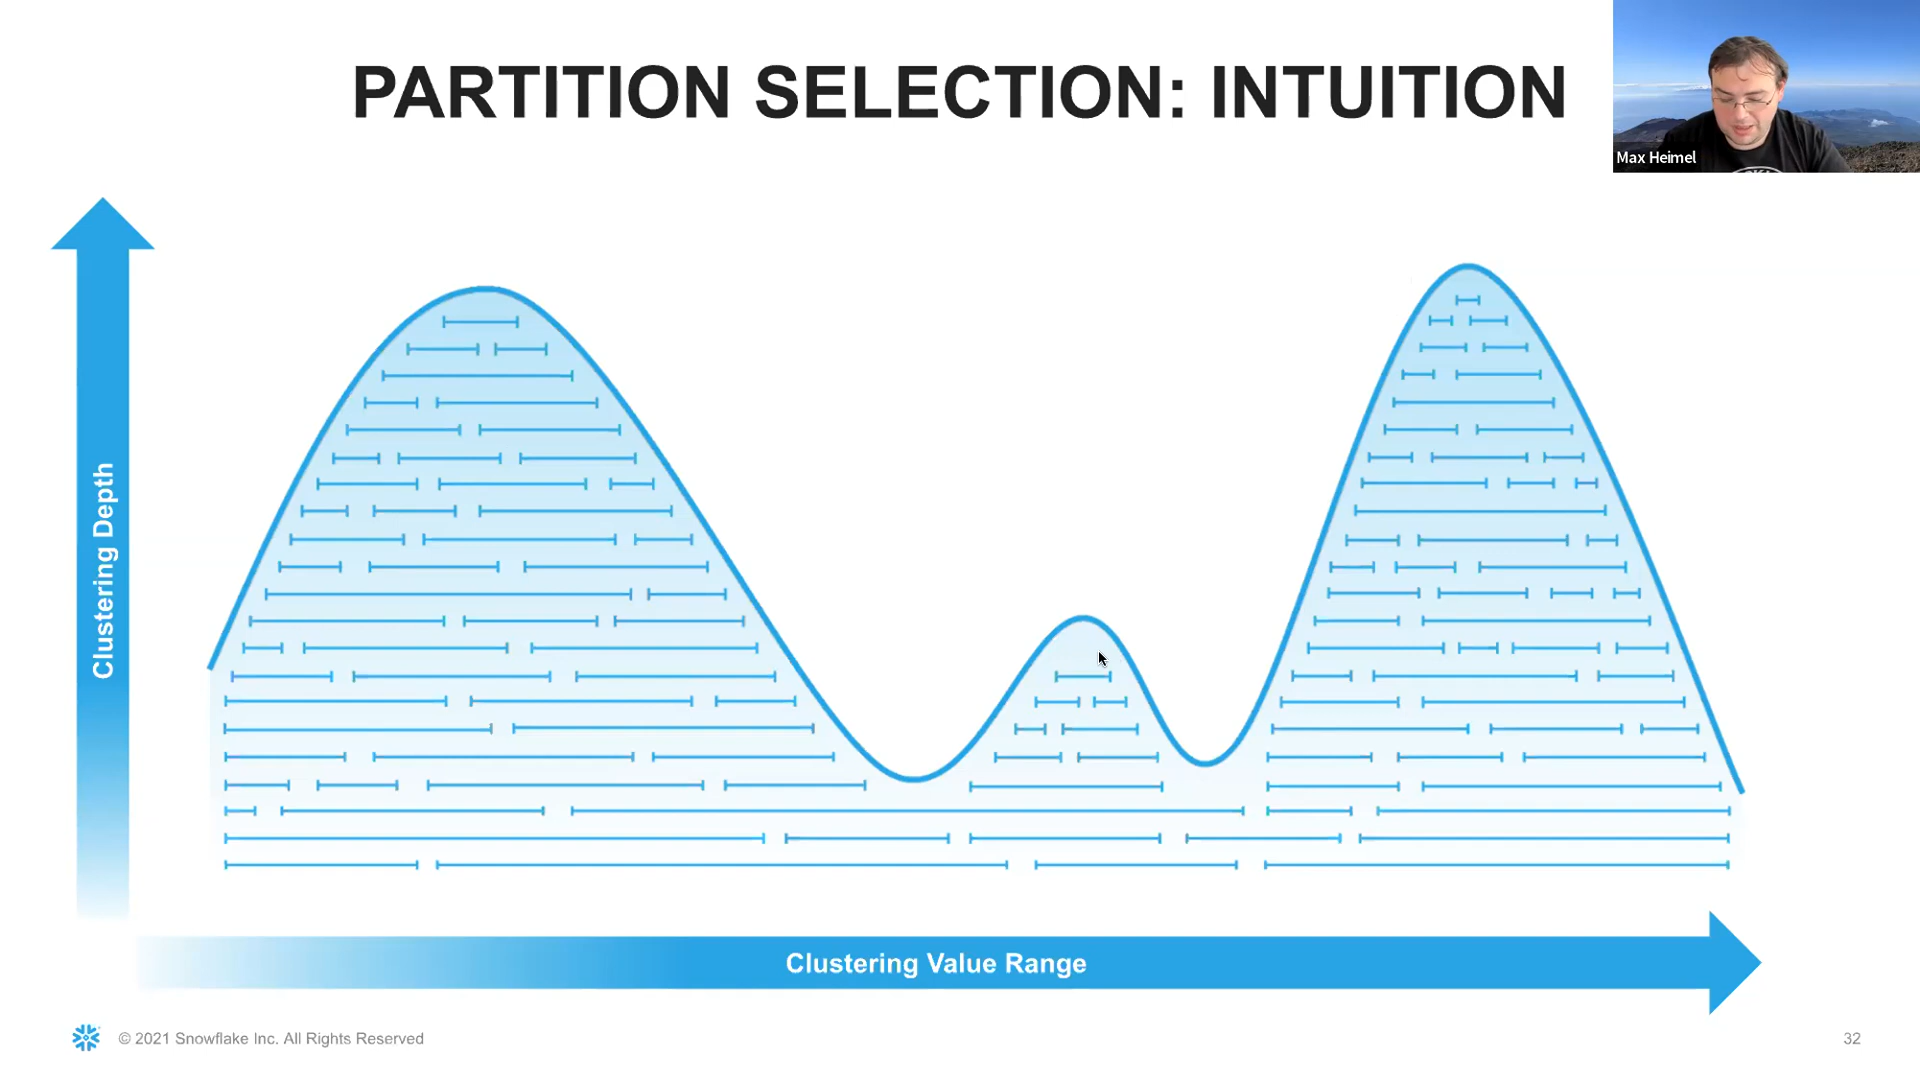 PARTITION SELECTION: INTUITION
Max Heimel
Clustering Depth
Clustering Value Range
© 2021 Snowflake Inc. All Rights Reserved
32